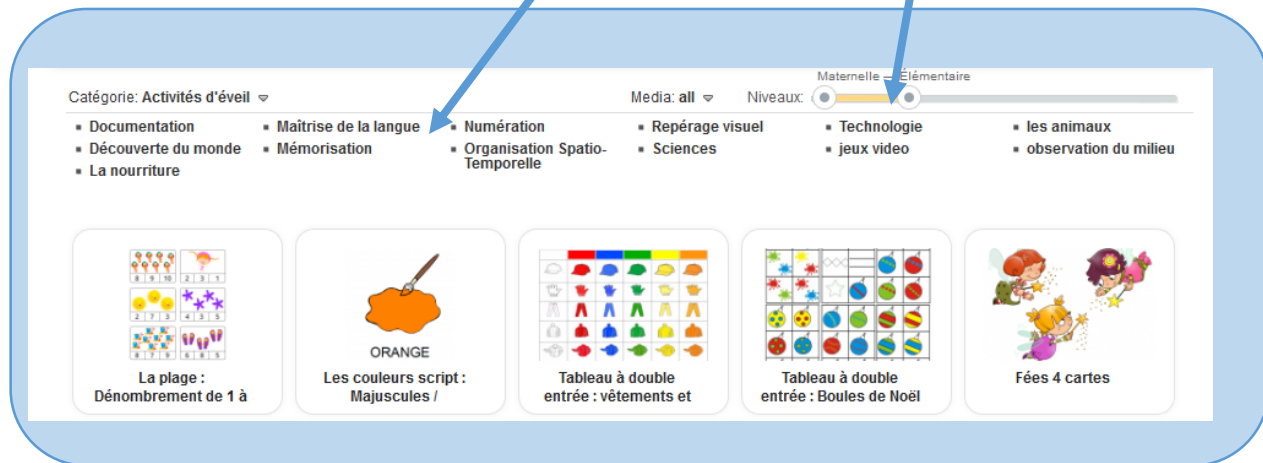 Maternelle — Élémentaire
Catégorie: Activités d'éveil Media: all Niveaux:
Documentation Maîtrise de la langue Numération Repérage visuel Technologie les animaux
Découverte du monde Mémorisation Organisation Spatio- Sciences jeux video observation du milieu
Temporelle
La nourriture
8 9 10 2 3 1
2 7 3 4 3 5
8 7 9 6 8 5
ORANGE
La plage : Les couleurs script : Tableau à double Tableau à double Fées 4 cartes
Dénombrement de 1 à Majuscules / entrée : vêtements et entrée : Boules de Noël